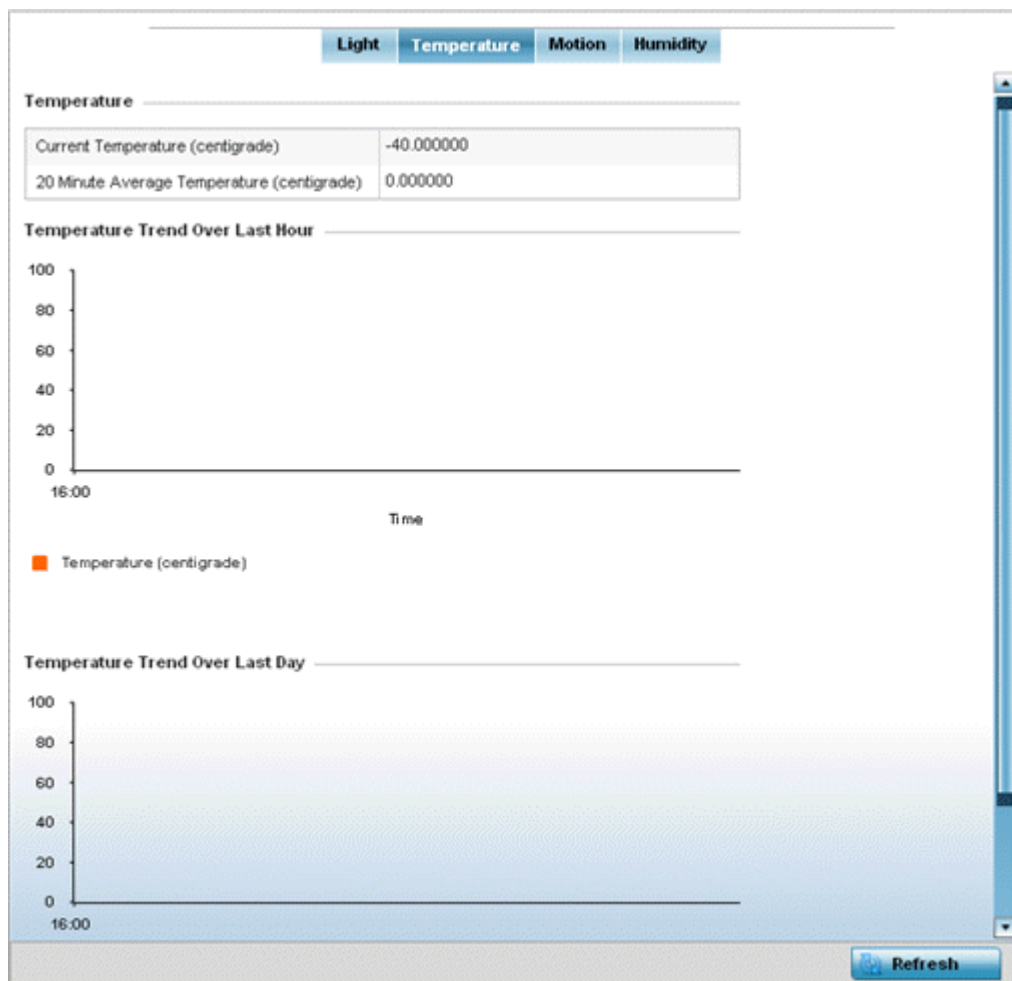 Light Temperature Motion Humidity
Temperature
Current Temperature (centigrade) -40.000000
20 Minute Average Temperature (centigrade) 0.000000
Temperature Trend Over Last Hour
100
80
60
40
20
0
16:00
Time
Temperature (centigrade)
Temperature Trend Over Last Day
100
80
60
40
20
0
16:00
Refresh